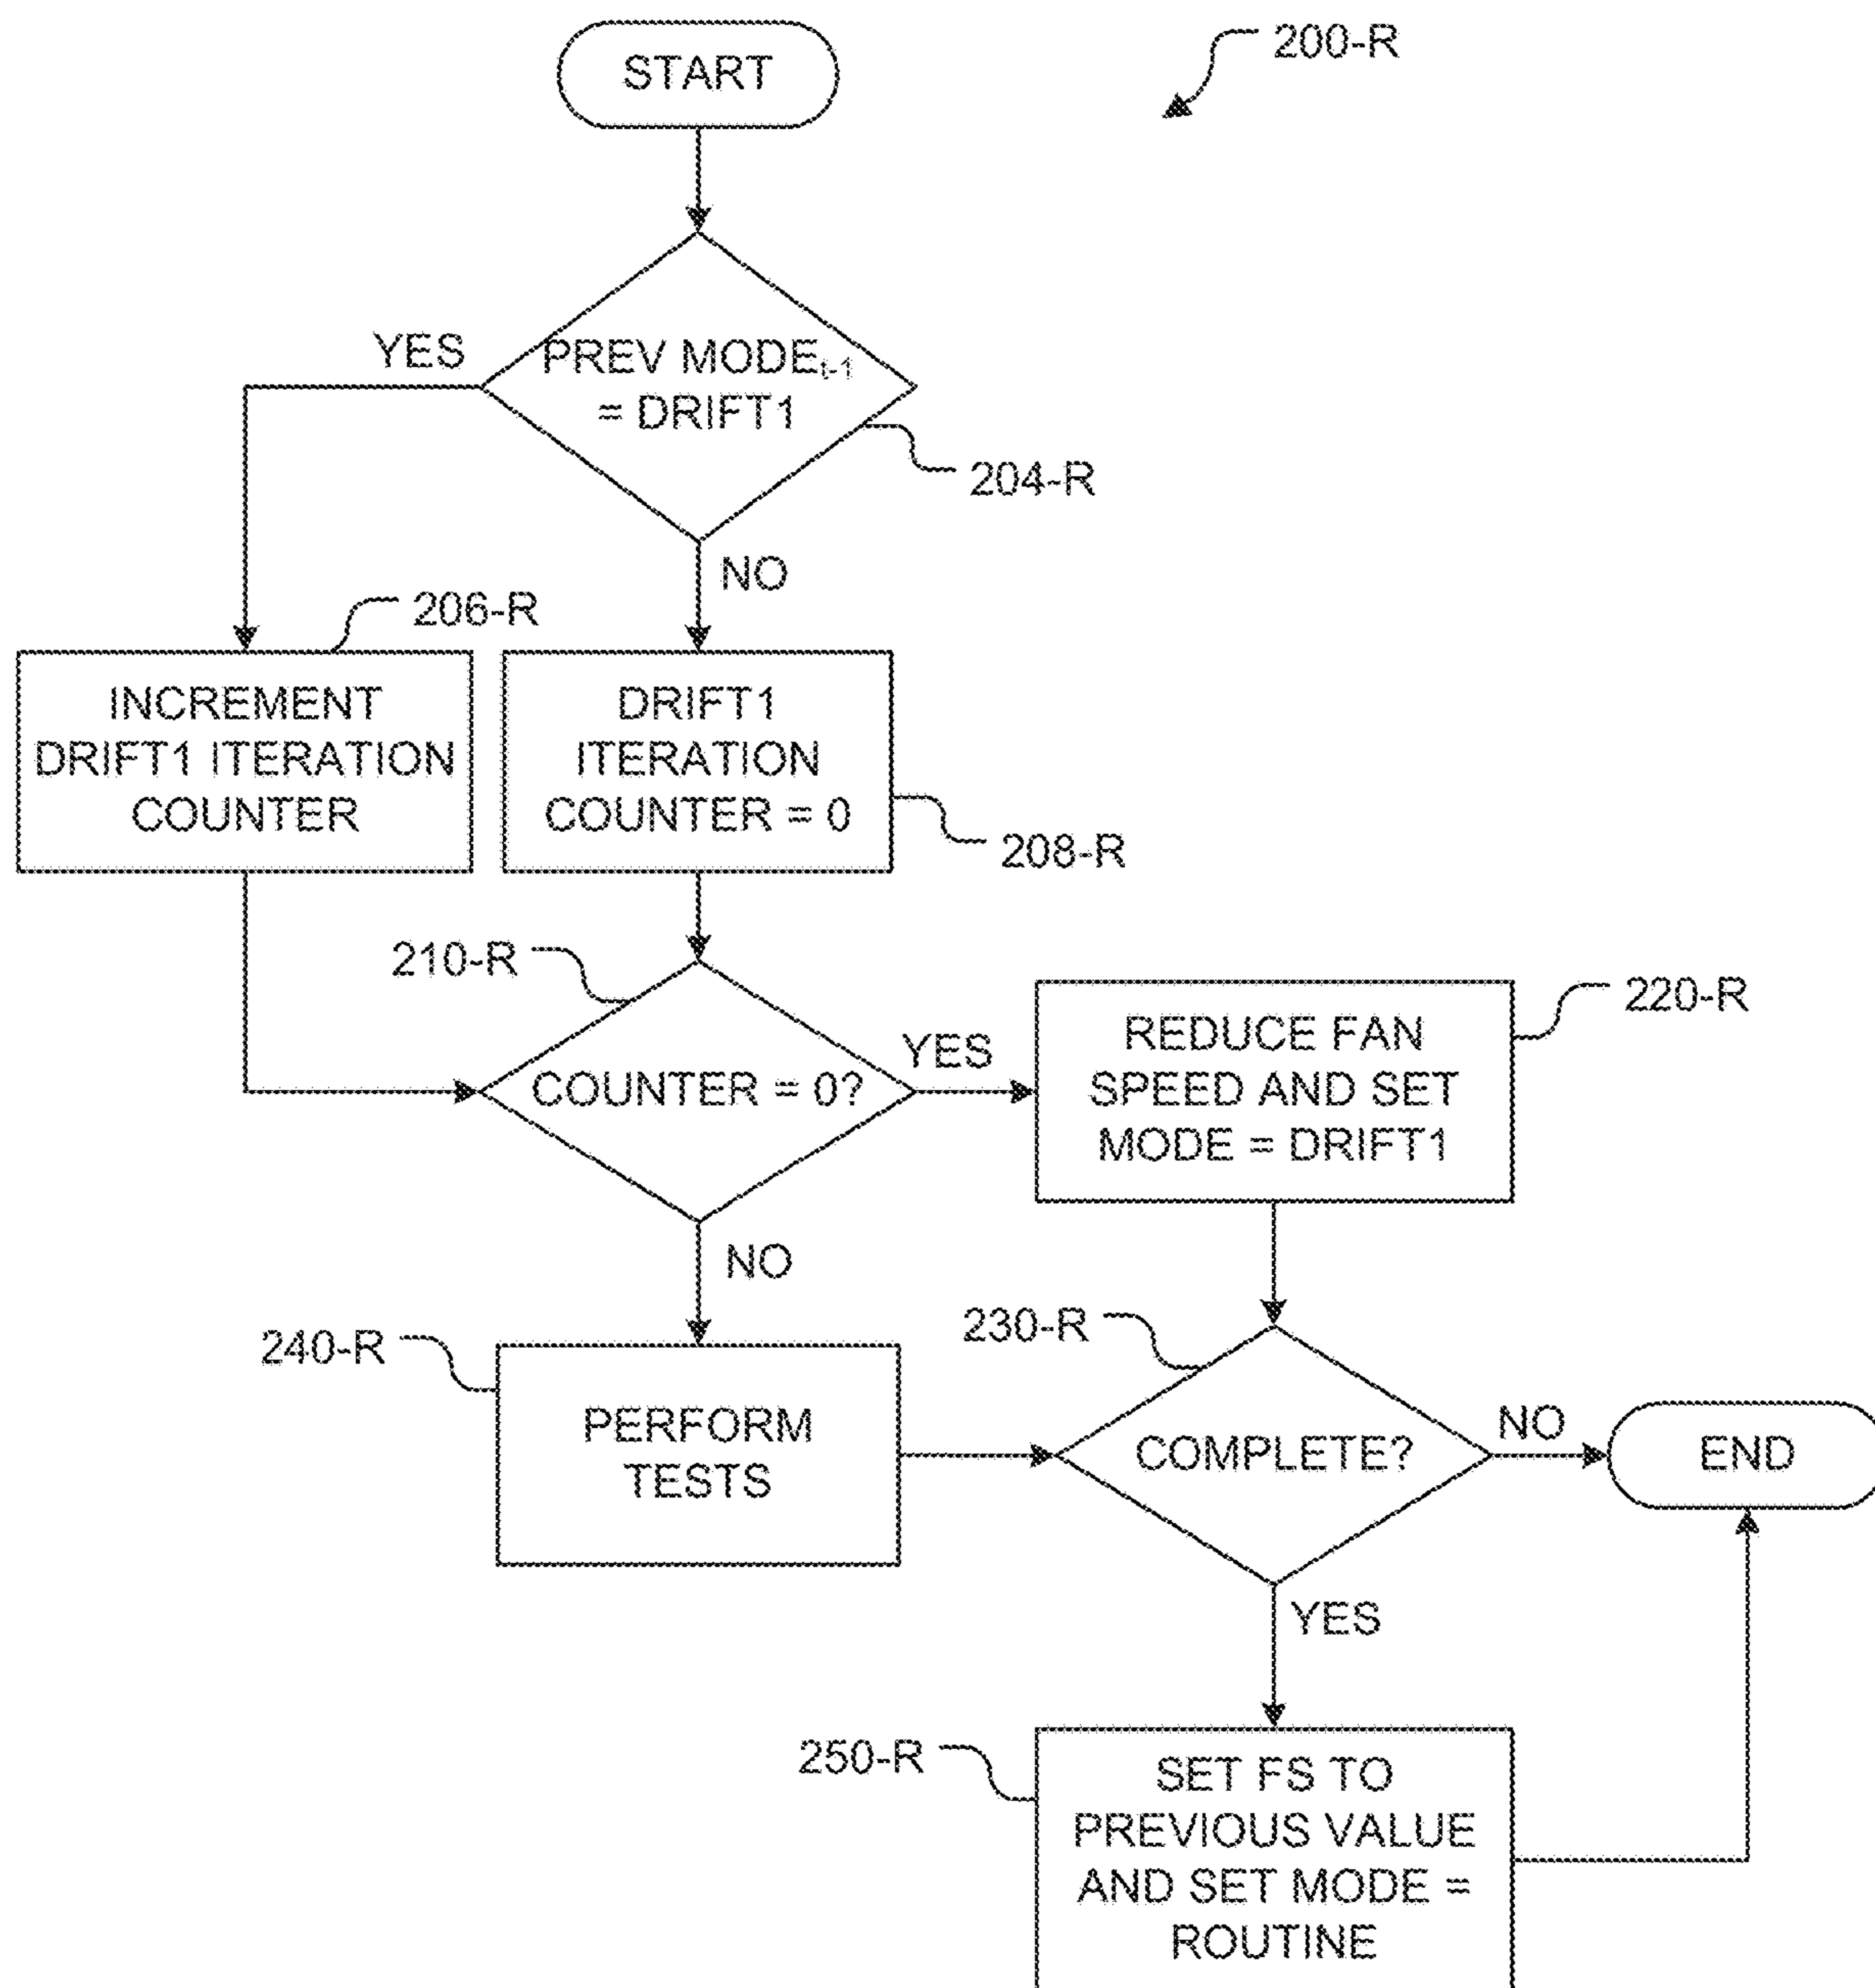 START
200-R
YES
PREV MODEt-1
= DRIFT1
204-R
NO
206-R
INCREMENT
DRIFT1 ITERATION
COUNTER
DRIFT1
ITERATION
COUNTER = 0
208-R
210-R
COUNTER = 0?
YES
REDUCE FAN
SPEED AND SET
MODE = DRIFT1
220-R
NO
240-R
PERFORM
TESTS
230-R
COMPLETE?
NO
END
YES
250-R
SET FS TO
PREVIOUS VALUE
AND SET MODE =
ROUTINE